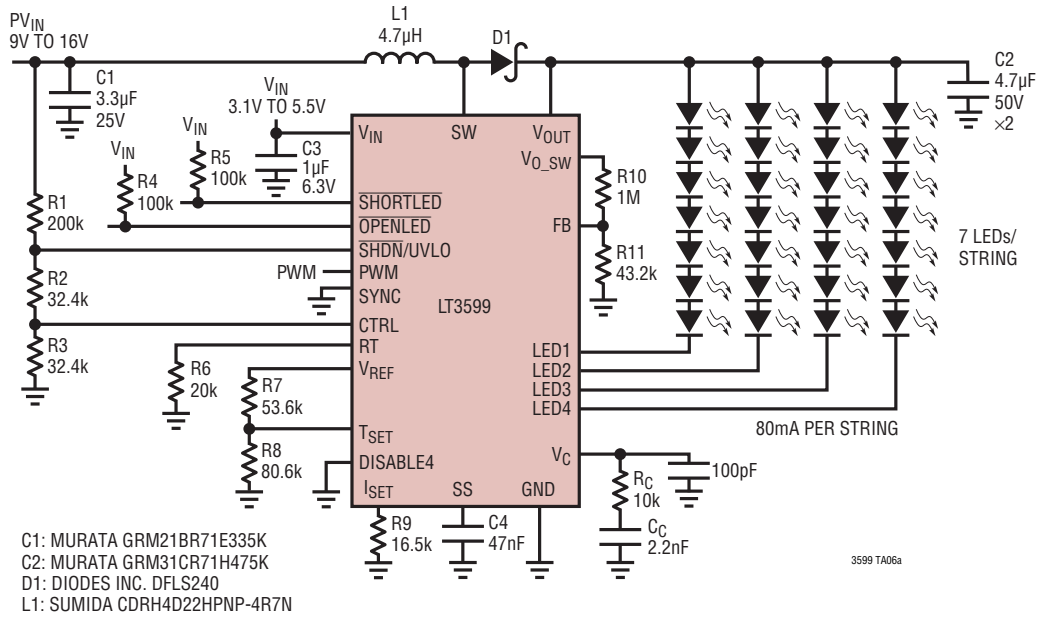 PVIN
9V TO 16V
L1
4.7µH
D1
C1
3.3µF
25V
C2
4.7µF
50V
×2
VIN
3.1V TO 5.5V
C3
1µF
6.3V
VIN
R5
100k
VIN
R4
100k
R1
200k
R2
32.4k
R3
32.4k
VIN
SW
VOUT
VO_SW
SHORTLED
OPENLED
SHDN/UVLO
PWM
PWM
SYNC
CTRL
RT
VREF
TSET
DISABLE4
ISET
SS
GND
LT3599
FB
LED1
LED2
LED3
LED4
VC
R10
1M
R11
43.2k
7 LEDs/
STRING
80mA PER STRING
R6
20k
R7
53.6k
R8
80.6k
R9
16.5k
C4
47nF
RC
10k
CC
2.2nF
100pF
C1: MURATA GRM21BR71E335K
C2: MURATA GRM31CR71H475K
D1: DIODES INC. DFLS240
L1: SUMIDA CDRH4D22HPNP-4R7N
3599 TA06a